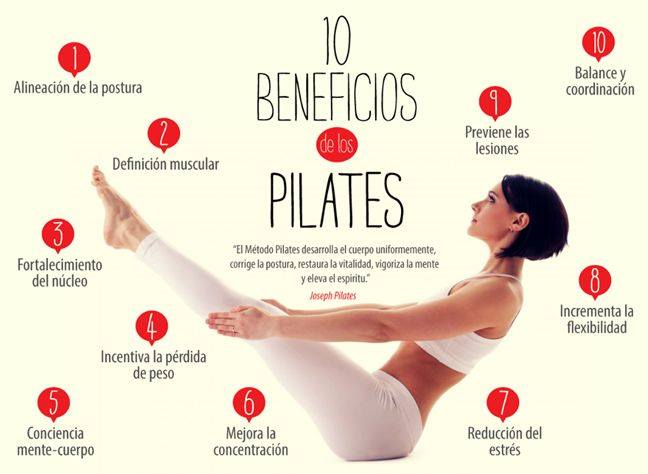 10
BENEFICIOS
de los
PILATES
"El Método Pilates desarrolla el cuerpo uniformemente,
corrige la postura, restaura la vitalidad, vigoriza la mente
y eleva el espíritu."
Joseph Pilates
1
Alineación de la postura
2
Definición muscular
3
Fortalecimiento
del núcleo
4
Incentiva la pérdida
de peso
5
Conciencia
mente-cuerpo
6
Mejora la
concentración
7
Reducción del
estrés
8
Incrementa la
flexibilidad
9
Previene las
lesiones
10
Balance y
coordinación